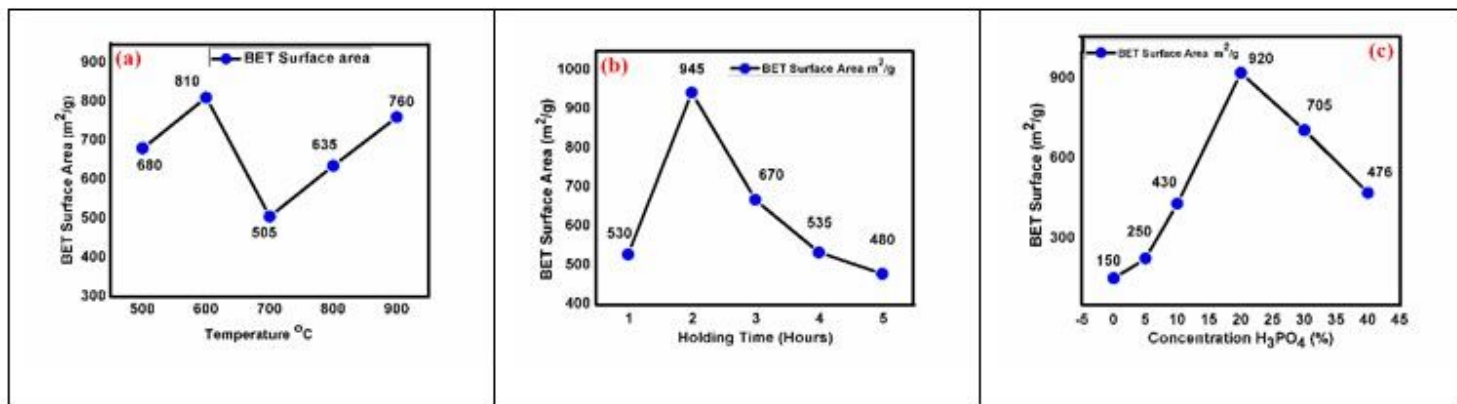 (a)
BET Surface area
900
800
700
600
500
400
300
810
680
505
635
760
500 600 700 800 900
BET Surface Area (m²/g)
Temperature °C
(b)
BET Surface Area m²/g
1000
900
800
700
600
500
400
945
530
670
535
480
1 2 3 4 5
BET Surface Area (m²/g)
Holding Time (Hours)
(c)
BET Surface Area m²/g
900
600
300
920
705
430
476
250
150
-5 0 5 10 15 20 25 30 35 40 45
BET Surface (m²/g)
Concentration H₃PO₄ (%)